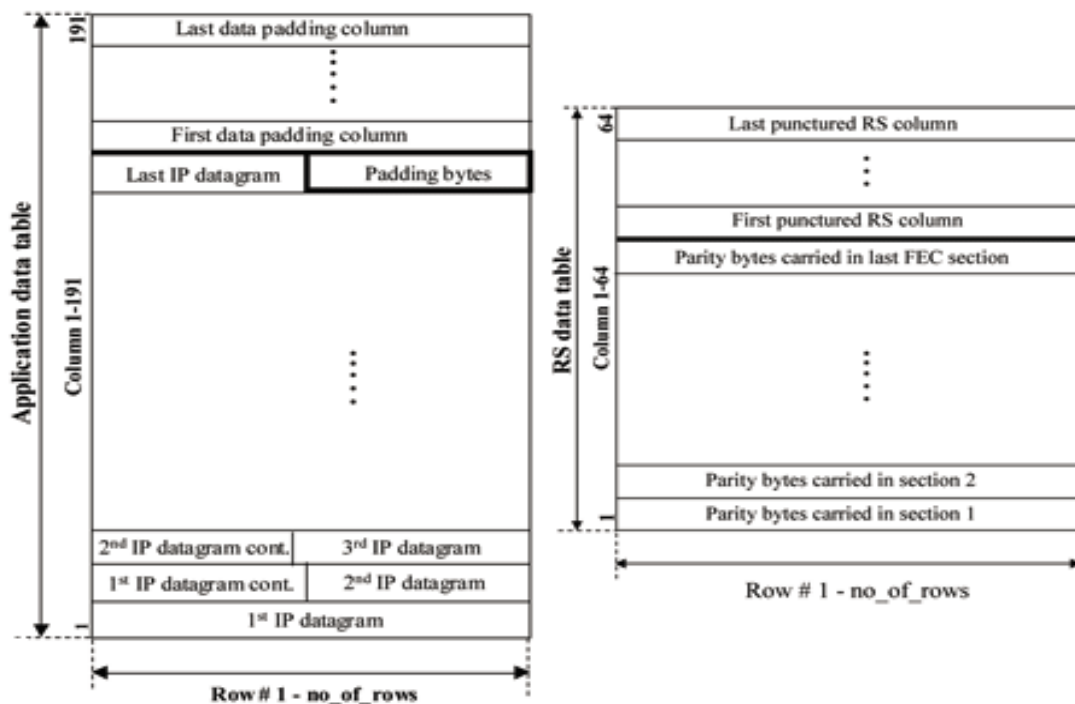 Application data table
Column 1-191
191
1
Last data padding column
First data padding column
Last IP datagram
Padding bytes
2nd IP datagram cont.
3rd IP datagram
1st IP datagram cont.
2nd IP datagram
1st IP datagram
Row # 1 - no_of_rows
RS data table
Column 1-64
64
1
Last punctured RS column
First punctured RS column
Parity bytes carried in last FEC section
Parity bytes carried in section 2
Parity bytes carried in section 1
Row # 1 - no_of_rows